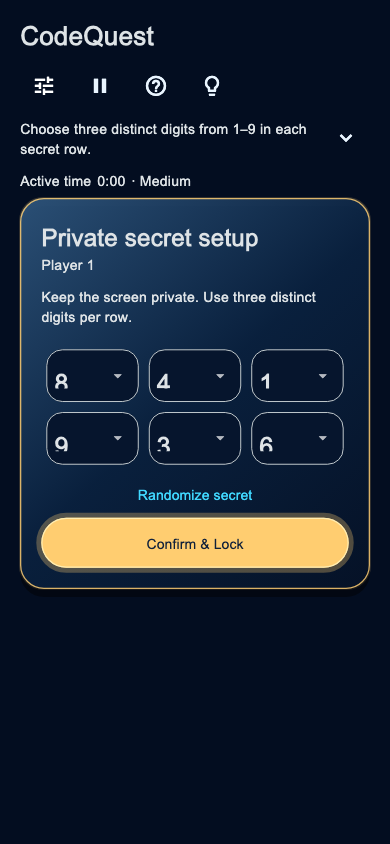 CodeQuest
Choose three distinct digits from 1–9 in each
secret row.
Active time 0:00 · Medium
Private secret setup
Player 1
Keep the screen private. Use three distinct
digits per row.
8 4 1
9 3 6
Randomize secret
Confirm & Lock